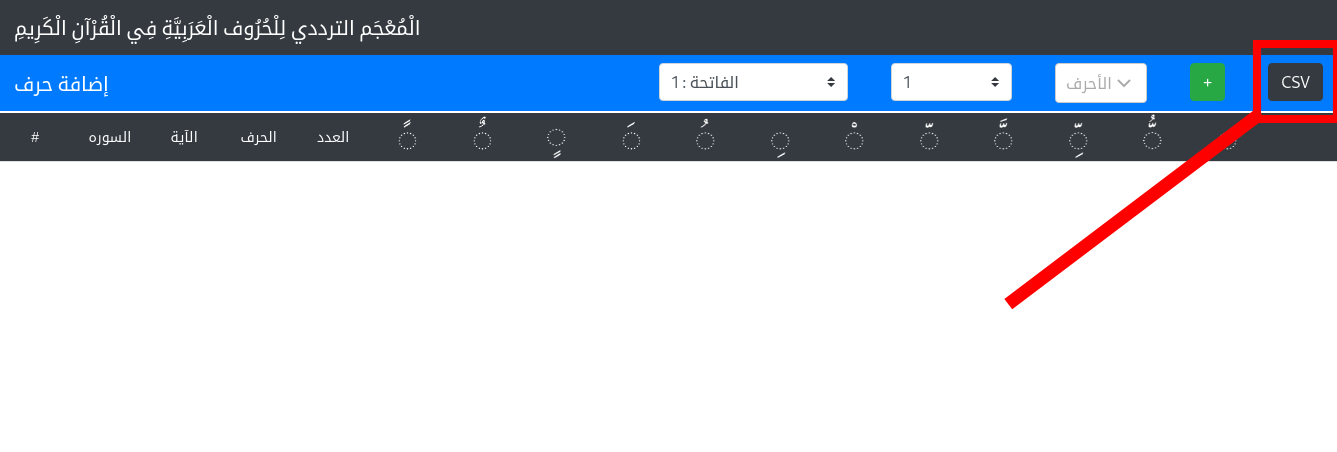 الْمُعْجَم الترددي لِلْحُرُوف الْعَرَبِيَّةِ فِي الْقُرْآنِ الْكَرِيمِ
إضافة حرف 1: الفاتحة 1 الأحرف + CSV
# السوره الآية الحرف العدد ◌ً ◌ٌ ◌ٍ ◌َ ◌ُ ◌ِ ◌ْ ◌ّ ◌َّ ◌ِّ ◌ُّ